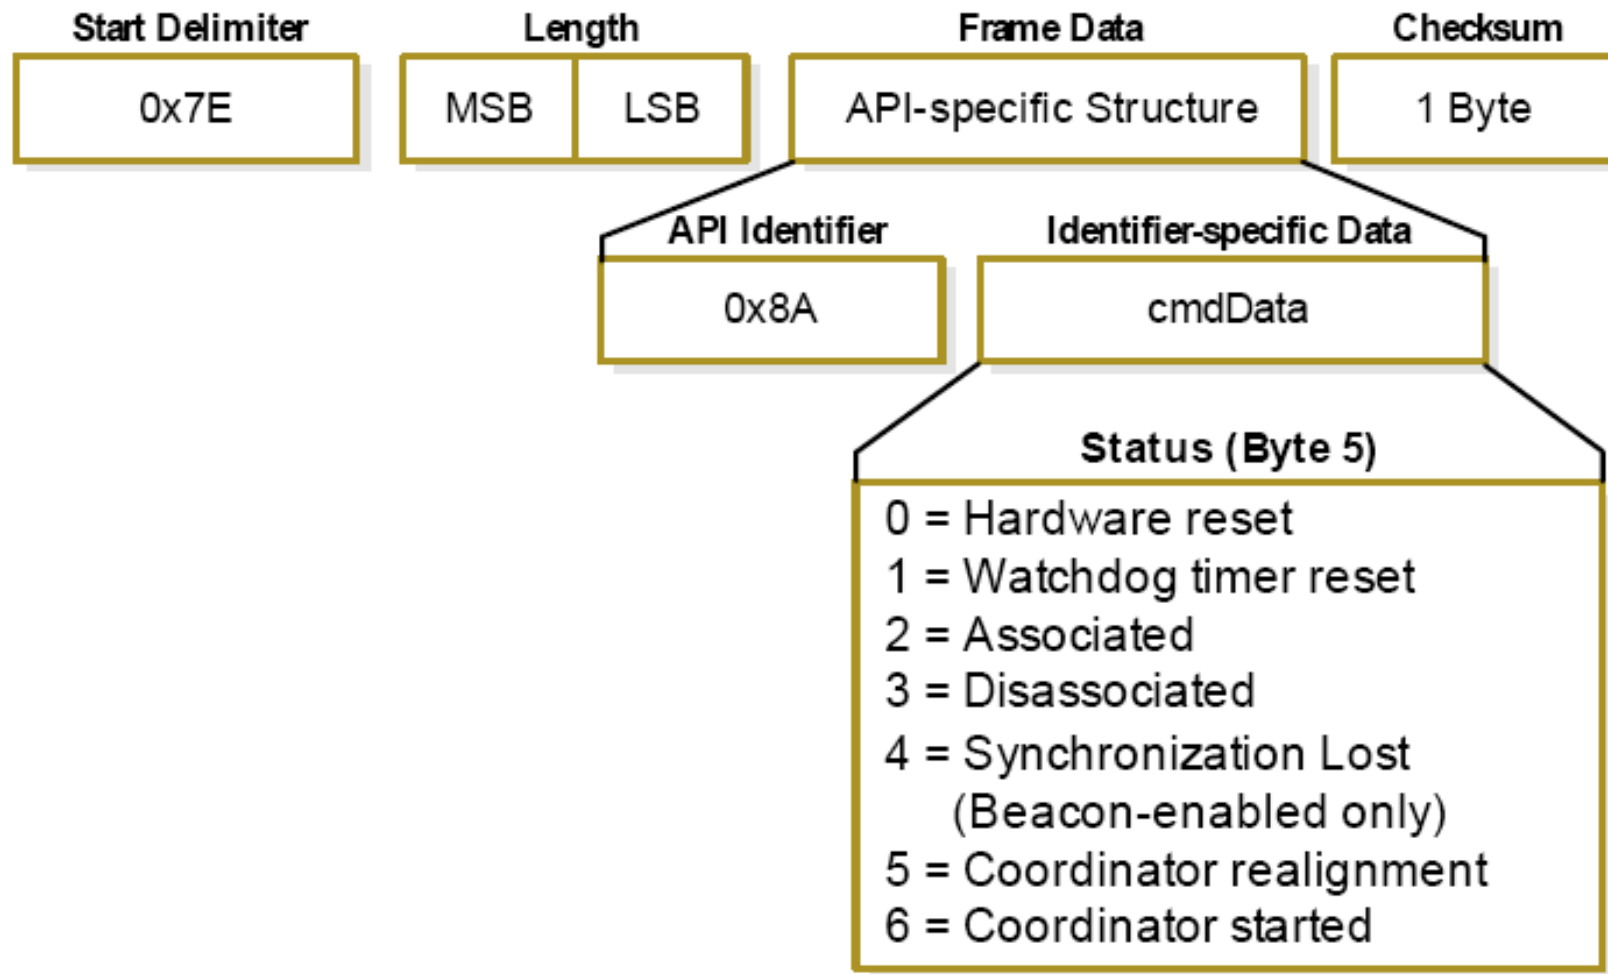 Start Delimiter Length Frame Data Checksum
0x7E MSB LSB API-specific Structure 1 Byte
API Identifier Identifier-specific Data
0x8A cmdData
Status (Byte 5)
0 = Hardware reset
1 = Watchdog timer reset
2 = Associated
3 = Disassociated
4 = Synchronization Lost
(Beacon-enabled only)
5 = Coordinator realignment
6 = Coordinator started